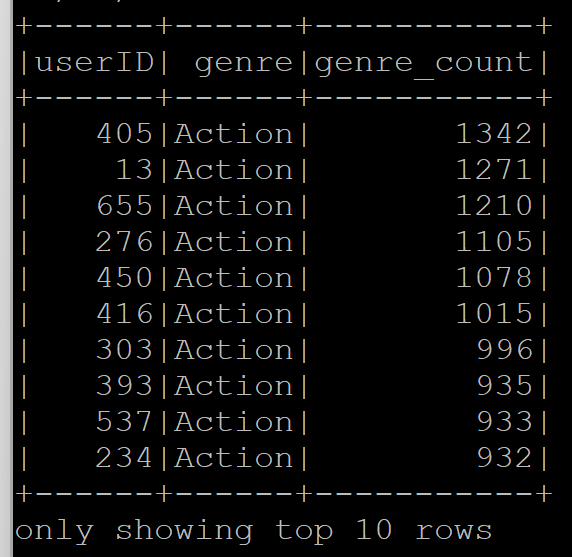 +------+------+-----------+
|userID| genre|genre_count|
+------+------+-----------+
|   405|Action|       1342|
|    13|Action|       1271|
|   655|Action|       1210|
|   276|Action|       1105|
|   450|Action|       1078|
|   416|Action|       1015|
|   303|Action|        996|
|   393|Action|        935|
|   537|Action|        933|
|   234|Action|        932|
+------+------+-----------+
only showing top 10 rows